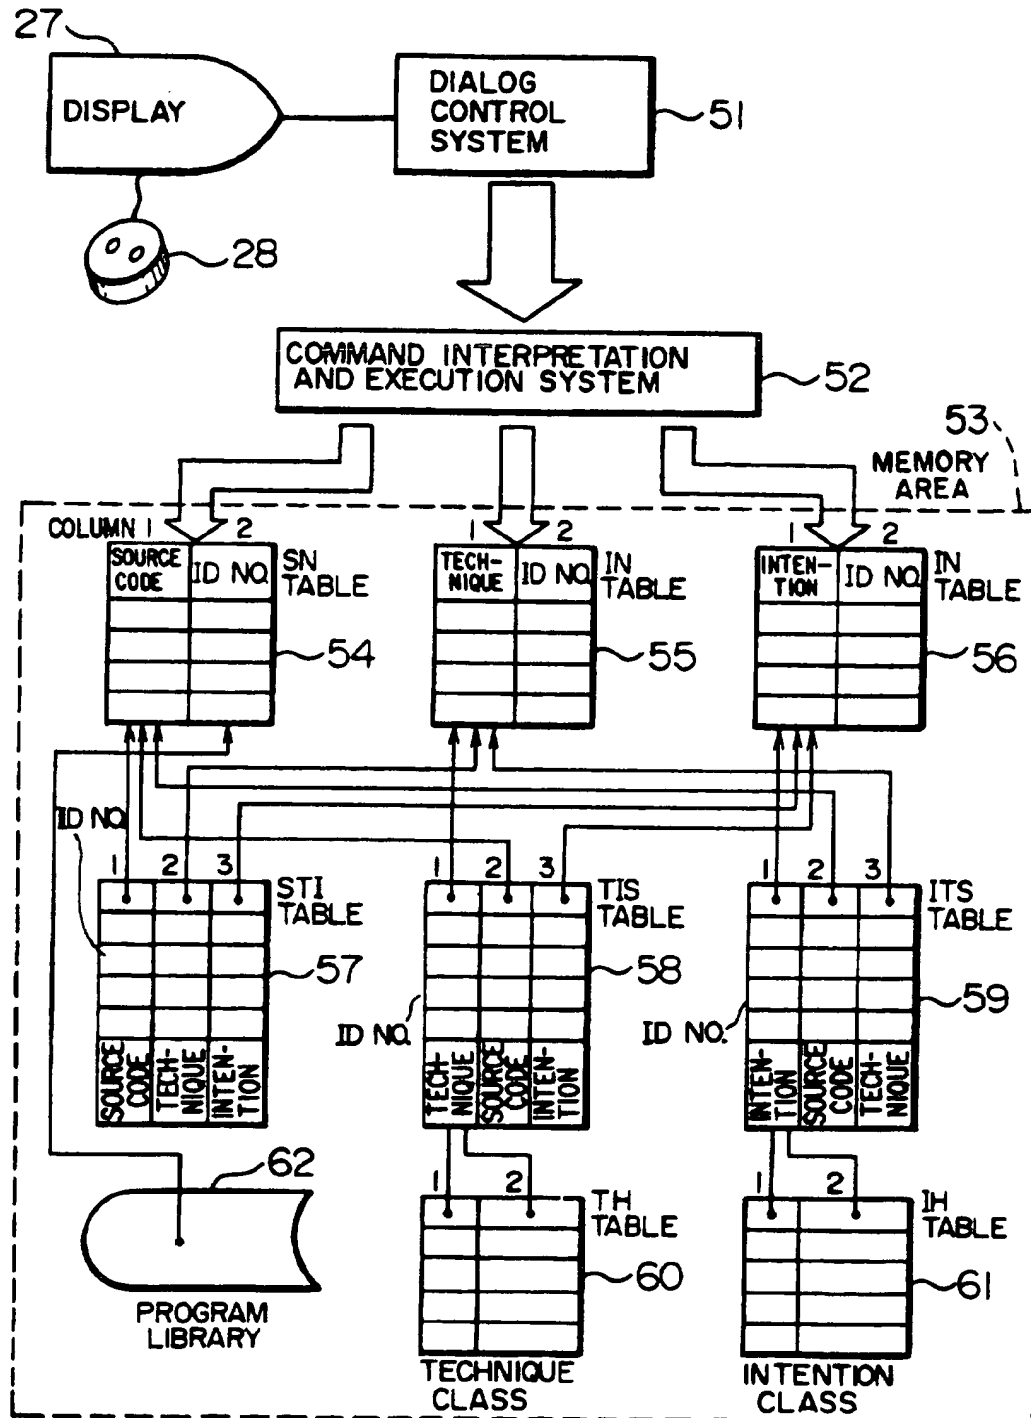 27
DISPLAY
DIALOG
CONTROL
SYSTEM
51
28
COMMAND INTERPRETATION
AND EXECUTION SYSTEM
52
53
MEMORY
AREA
COLUMN 1 2
SOURCE
CODE
ID NO.
SN
TABLE
54
1 2
TECH-
NIQUE
ID NO.
IN
TABLE
55
1 2
INTEN-
TION
ID NO.
IN
TABLE
56
ID NO.
1 2 3
STI
TABLE
57
SOURCE
CODE
TECH-
NIQUE
INTEN-
TION
1 2 3
TIS
TABLE
58
ID NO.
TECH-
NIQUE
SOURCE
CODE
INTEN-
TION
1 2 3
ITS
TABLE
59
ID NO.
INTEN-
TION
SOURCE
CODE
TECH-
NIQUE
62
PROGRAM
LIBRARY
1 2
TH
TABLE
60
TECHNIQUE
CLASS
1 2
IH
TABLE
61
INTENTION
CLASS